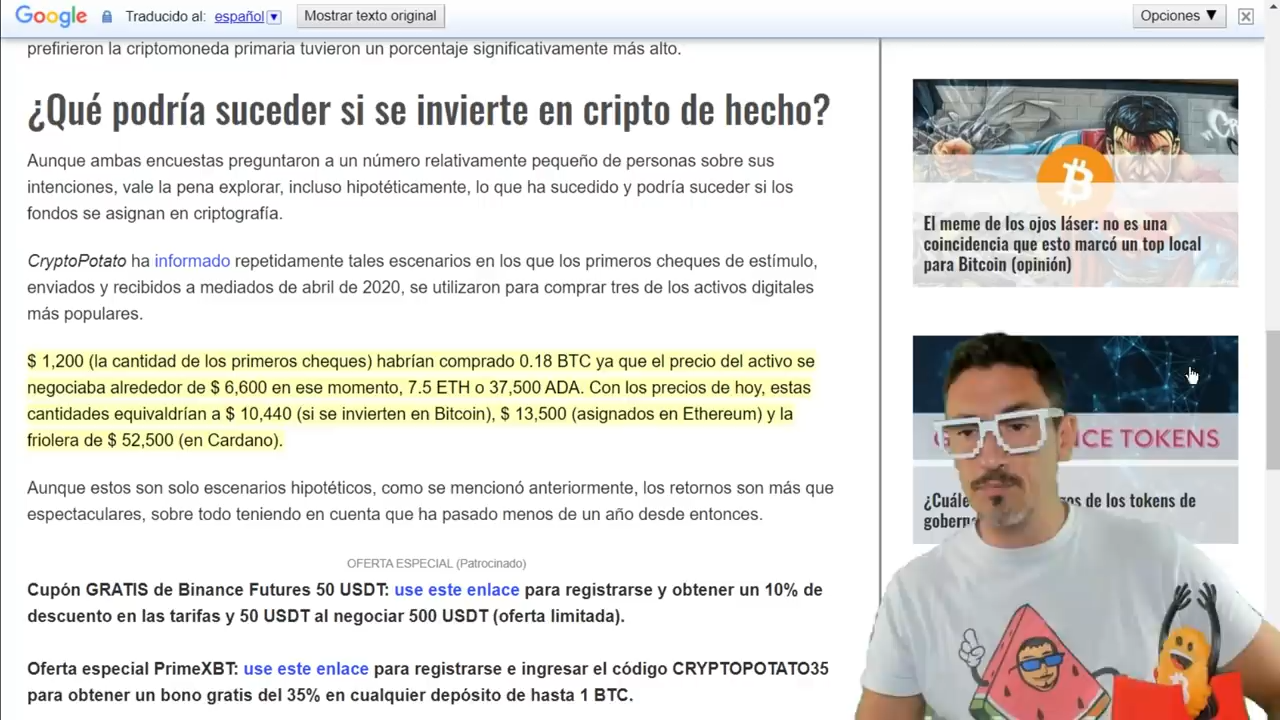 Google Traducido al: español Mostrar texto original Opciones ▼
prefirieron la criptomoneda primaria tuvieron un porcentaje significativamente más alto.
¿Qué podría suceder si se invierte en cripto de hecho?
Aunque ambas encuestas preguntaron a un número relativamente pequeño de personas sobre sus
intenciones, vale la pena explorar, incluso hipotéticamente, lo que ha sucedido y podría suceder si los
fondos se asignan en criptografía.
CryptoPotato ha informado repetidamente tales escenarios en los que los primeros cheques de estímulo,
enviados y recibidos a mediados de abril de 2020, se utilizaron para comprar tres de los activos digitales
más populares.
$ 1,200 (la cantidad de los primeros cheques) habrían comprado 0.18 BTC ya que el precio del activo se
negociaba alrededor de $ 6,600 en ese momento, 7.5 ETH o 37,500 ADA. Con los precios de hoy, estas
cantidades equivaldrían a $ 10,440 (si se invierten en Bitcoin), $ 13,500 (asignados en Ethereum) y la
friolera de $ 52,500 (en Cardano).
Aunque estos son solo escenarios hipotéticos, como se mencionó anteriormente, los retornos son más que
espectaculares, sobre todo teniendo en cuenta que ha pasado menos de un año desde entonces.
OFERTA ESPECIAL (Patrocinado)
Cupón GRATIS de Binance Futures 50 USDT: use este enlace para registrarse y obtener un 10% de
descuento en las tarifas y 50 USDT al negociar 500 USDT (oferta limitada).
Oferta especial PrimeXBT: use este enlace para registrarse e ingresar el código CRYPTOPOTATO35
para obtener un bono gratis del 35% en cualquier depósito de hasta 1 BTC.
El meme de los ojos láser: no es una
coincidencia que esto marcó un top local
para Bitcoin (opinión)
TOKENS
de los tokens de